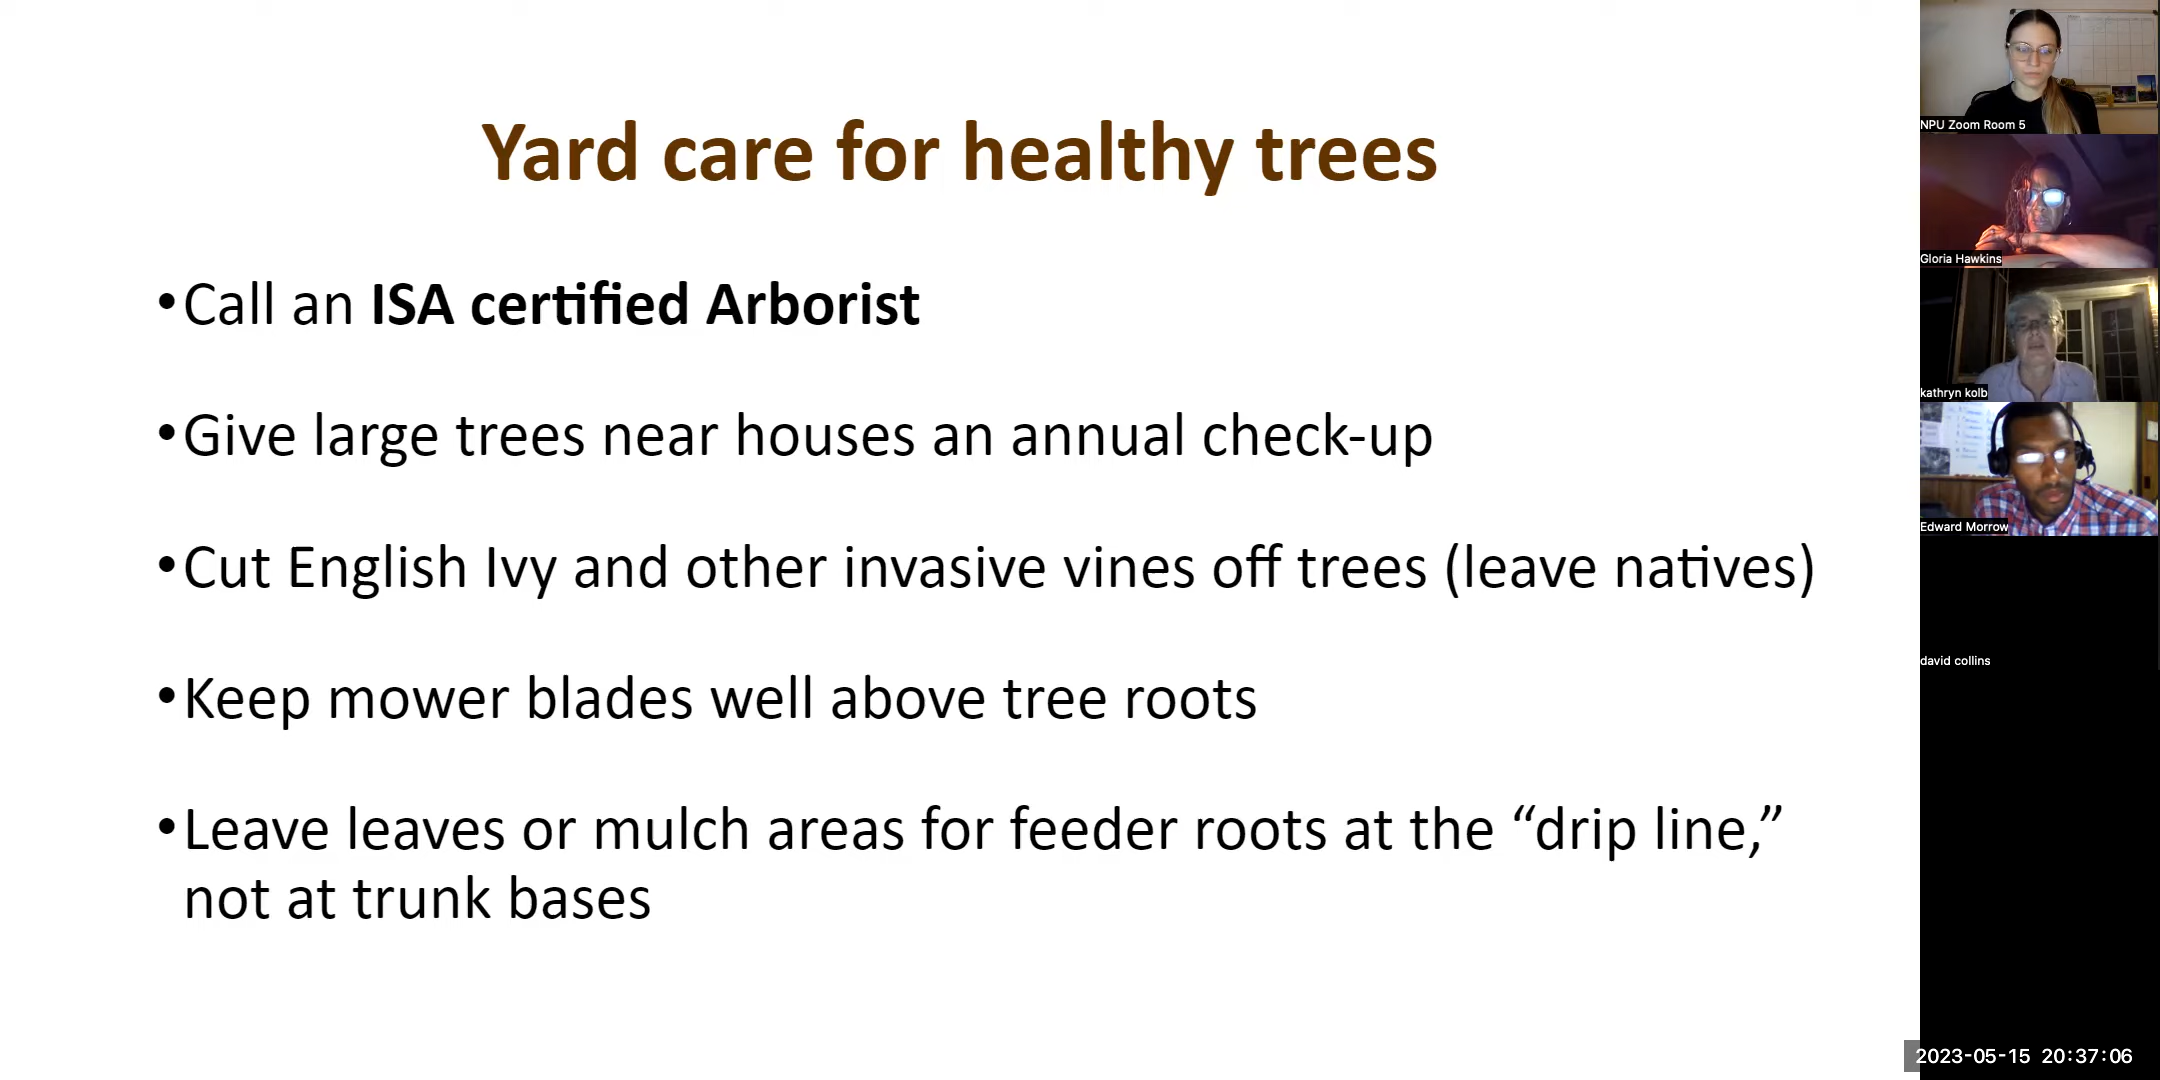 Yard care for healthy trees
•Call an ISA certified Arborist
•Give large trees near houses an annual check-up
•Cut English Ivy and other invasive vines off trees (leave natives)
•Keep mower blades well above tree roots
•Leave leaves or mulch areas for feeder roots at the “drip line,”
not at trunk bases
NPU Zoom Room 5
Gloria Hawkins
kathryn kolb
Edward Morrow
david collins
2023-05-15 20:37:06